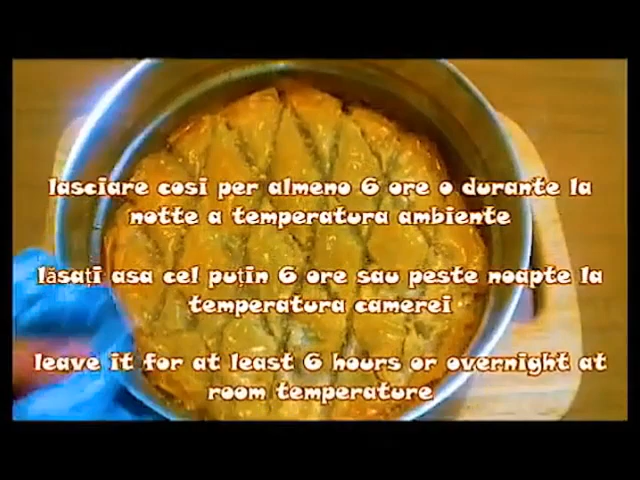 lasciare cosi per almeno 6 ore o durante la
notte a temperatura ambiente
lăsați asa cel puțin 6 ore sau peste noapte la
temperatura camerei
leave it for at least 6 hours or overnight at
room temperature